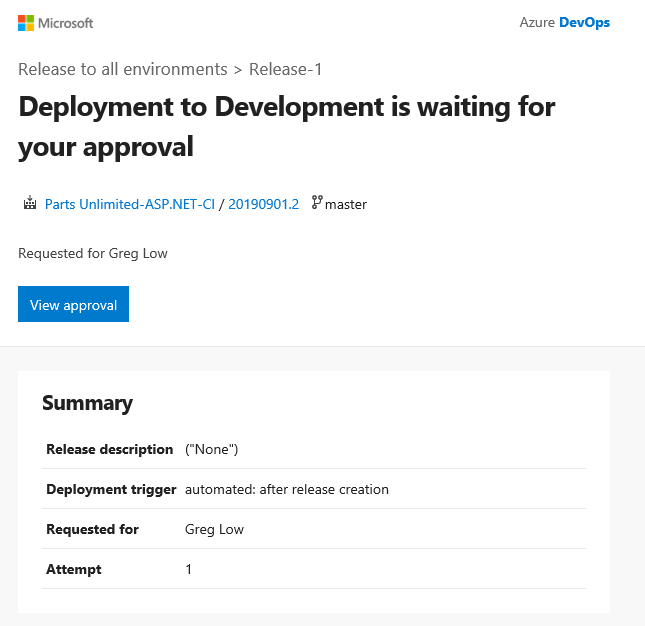 Microsoft
Azure DevOps
Release to all environments > Release-1
Deployment to Development is waiting for
your approval
Parts Unlimited-ASP.NET-CI / 20190901.2 master
Requested for Greg Low
View approval
Summary
Release description ("None")
Deployment trigger automated: after release creation
Requested for Greg Low
Attempt 1